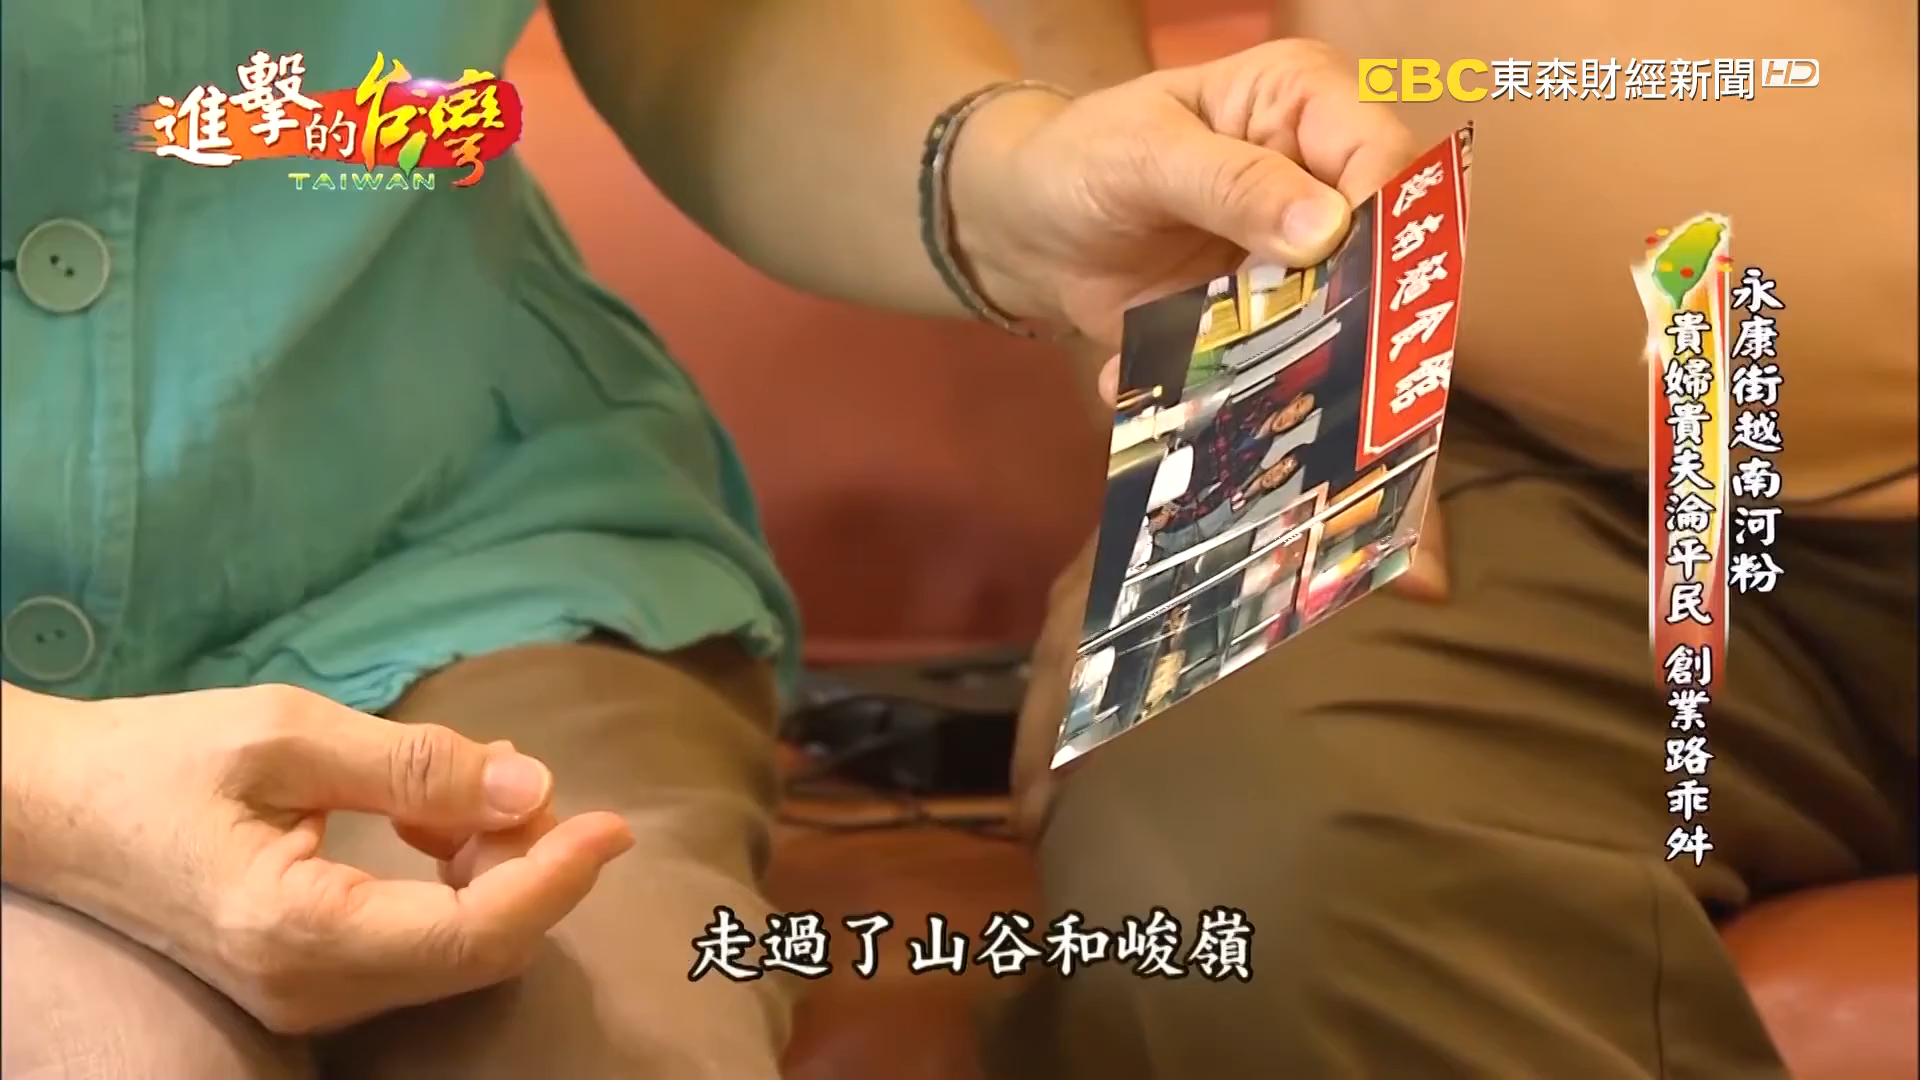 進擊的台灣
TAIWAN
EBC東森財經新聞HD
永康街越南河粉
貴婦貴夫淪平民 創業路乖舛
走過了山谷和峻嶺